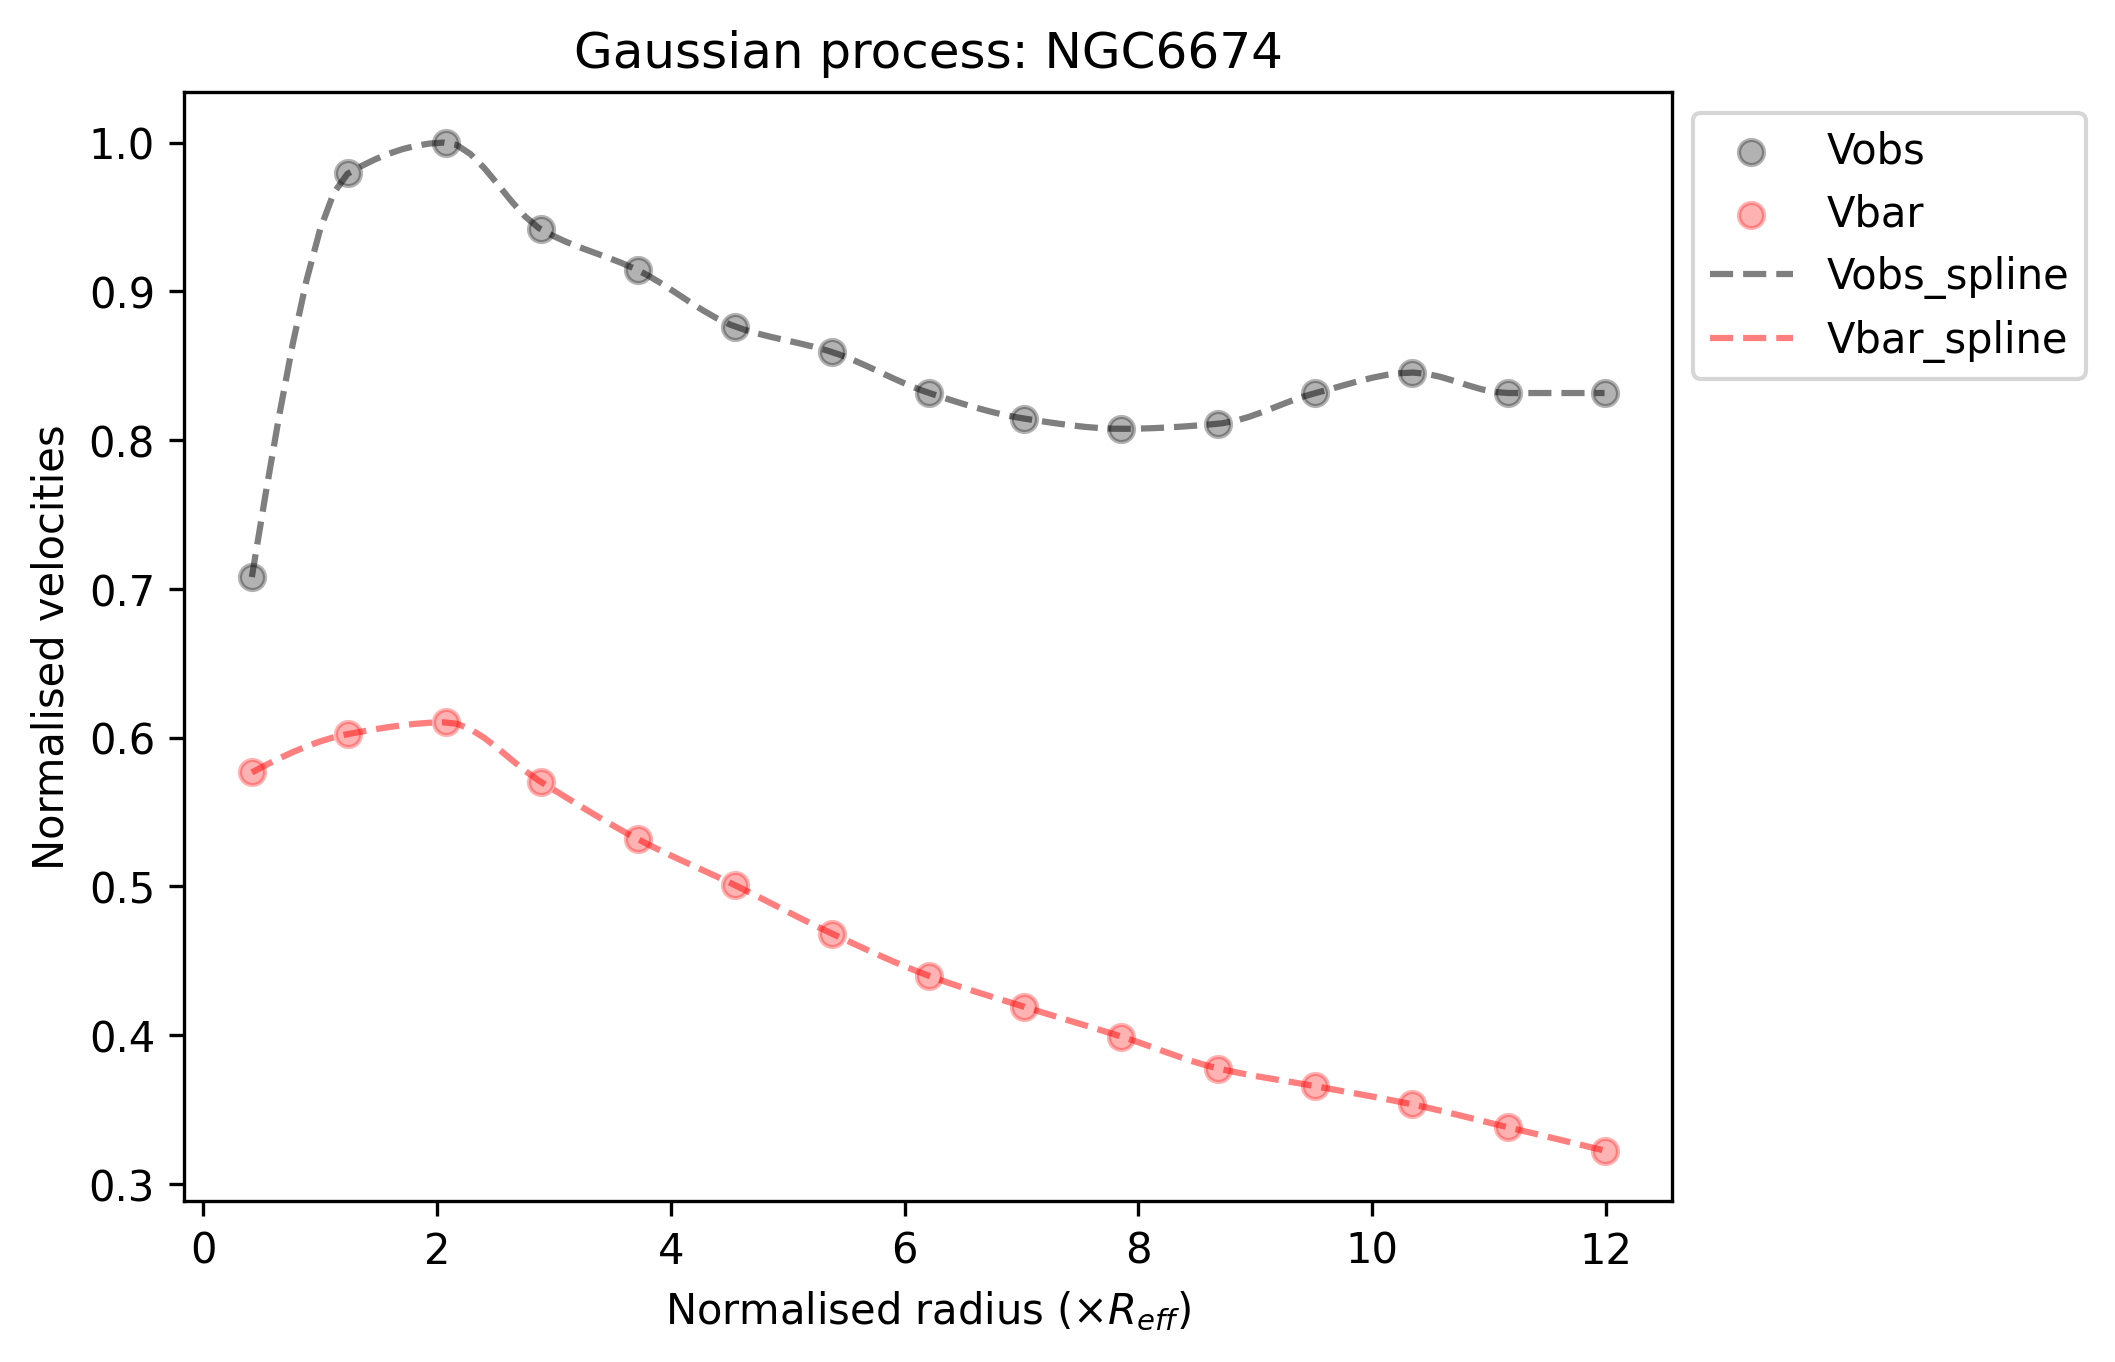 Gaussian process: NGC6674
1.0
0.9
0.8
0.7
0.6
0.5
0.4
0.3
Normalised velocities
0 2 4 6 8 10 12
Normalised radius (×R_eff)
Vobs
Vbar
Vobs_spline
Vbar_spline